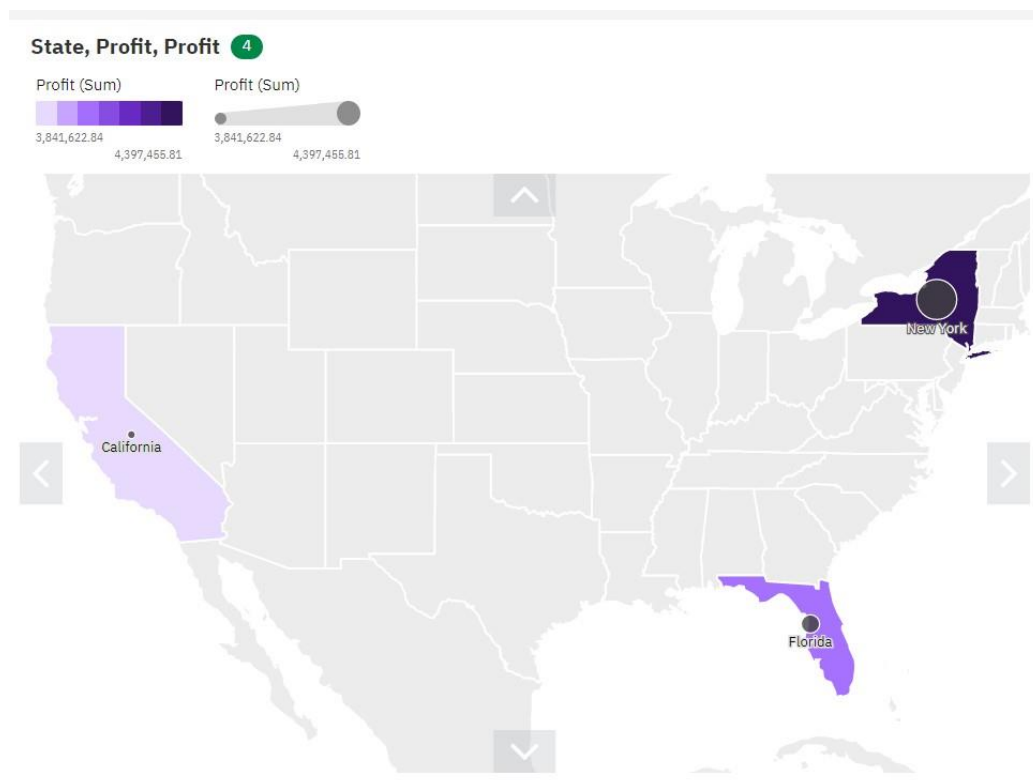 State, Profit, Profit 4
Profit (Sum)
3,841,622.84
4,397,455.81
Profit (Sum)
3,841,622.84
4,397,455.81
New York
California
Florida